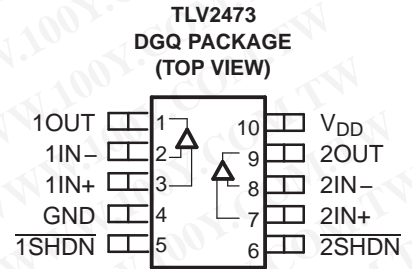 TLV2473
DGQ PACKAGE
(TOP VIEW)
1OUT 1 10 VDD
1IN− 2 9 2OUT
1IN+ 3 8 2IN−
GND 4 7 2IN+
1SHDN 5 6 2SHDN